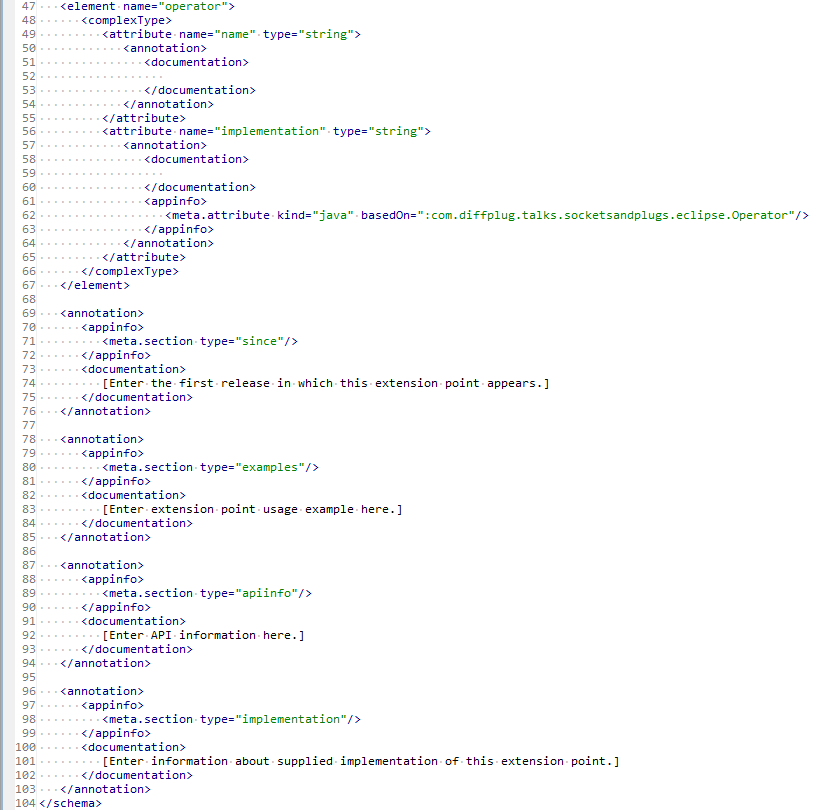 47 <element name="operator">
48 <complexType>
49 <attribute name="name" type="string">
50 <annotation>
51 <documentation>
52
53 </documentation>
54 </annotation>
55 </attribute>
56 <attribute name="implementation" type="string">
57 <annotation>
58 <documentation>
59
60 </documentation>
61 <appinfo>
62 <meta.attribute kind="java" basedOn=":com.diffplug.talks.socketsandplugs.eclipse.Operator"/>
63 </appinfo>
64 </annotation>
65 </attribute>
66 </complexType>
67 </element>
68
69 <annotation>
70 <appinfo>
71 <meta.section type="since"/>
72 </appinfo>
73 <documentation>
74 [Enter the first release in which this extension point appears.]
75 </documentation>
76 </annotation>
77
78 <annotation>
79 <appinfo>
80 <meta.section type="examples"/>
81 </appinfo>
82 <documentation>
83 [Enter extension point usage example here.]
84 </documentation>
85 </annotation>
86
87 <annotation>
88 <appinfo>
89 <meta.section type="apiinfo"/>
90 </appinfo>
91 <documentation>
92 [Enter API information here.]
93 </documentation>
94 </annotation>
95
96 <annotation>
97 <appinfo>
98 <meta.section type="implementation"/>
99 </appinfo>
100 <documentation>
101 [Enter information about supplied implementation of this extension point.]
102 </documentation>
103 </annotation>
104 </schema>